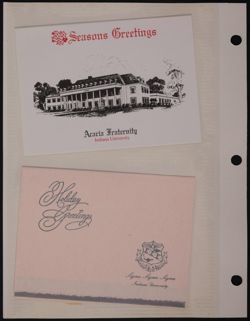 Seasons Greetings
Acacia Fraternity
Indiana University
Holiday
Greetings
Sigma Sigma Sigma
Indiana University